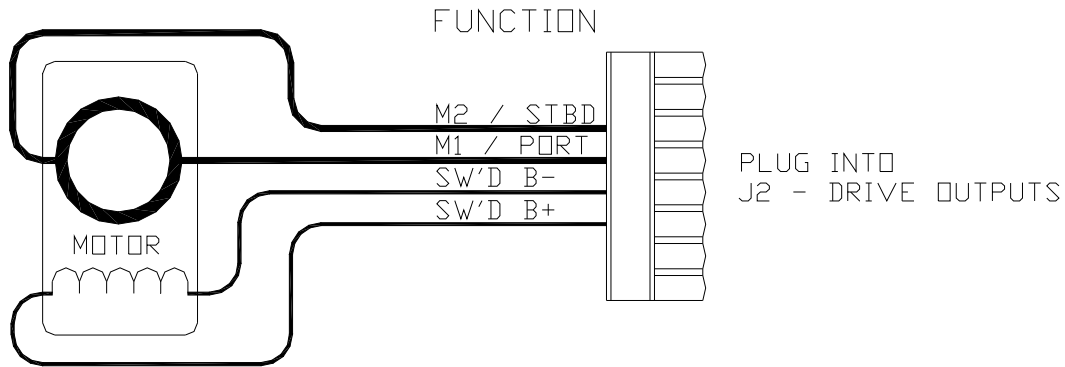 FUNCTION
M2 / STBD
M1 / PORT
SW'D B-
SW'D B+
PLUG INTO
J2 - DRIVE OUTPUTS
MOTOR